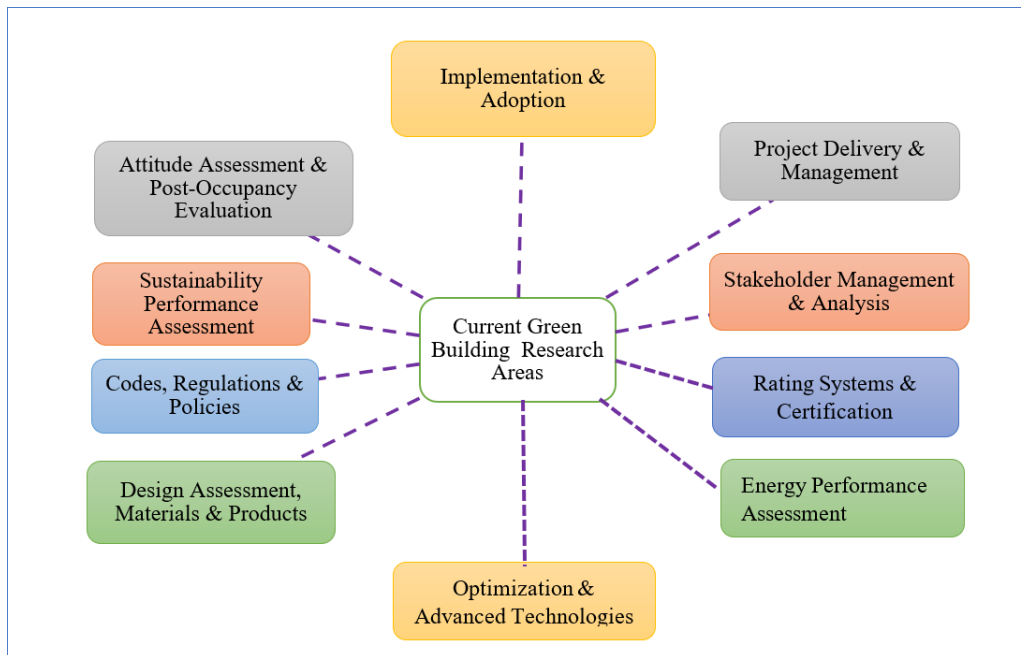 Implementation &
Adoption
Project Delivery &
Management
Attitude Assessment &
Post-Occupancy
Evaluation
Sustainability
Performance
Assessment
Stakeholder Management
& Analysis
Current Green
Building Research
Areas
Codes, Regulations &
Policies
Rating Systems &
Certification
Design Assessment,
Materials & Products
Energy Performance
Assessment
Optimization &
Advanced Technologies